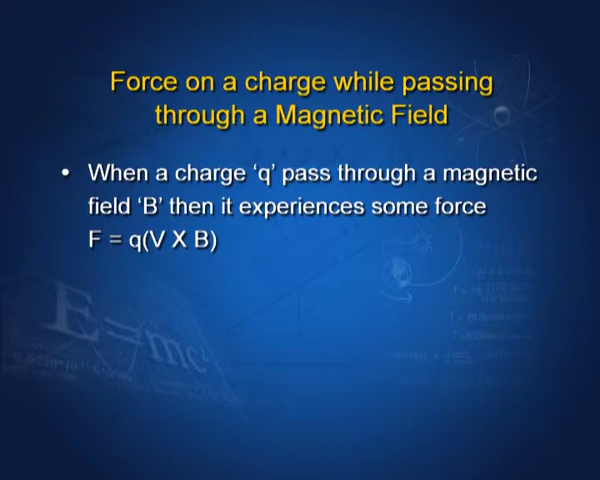 Force on a charge while passing
through a Magnetic Field
• When a charge ‘q’ pass through a magnetic
field ‘B’ then it experiences some force
F = q(V X B)
E=mc²